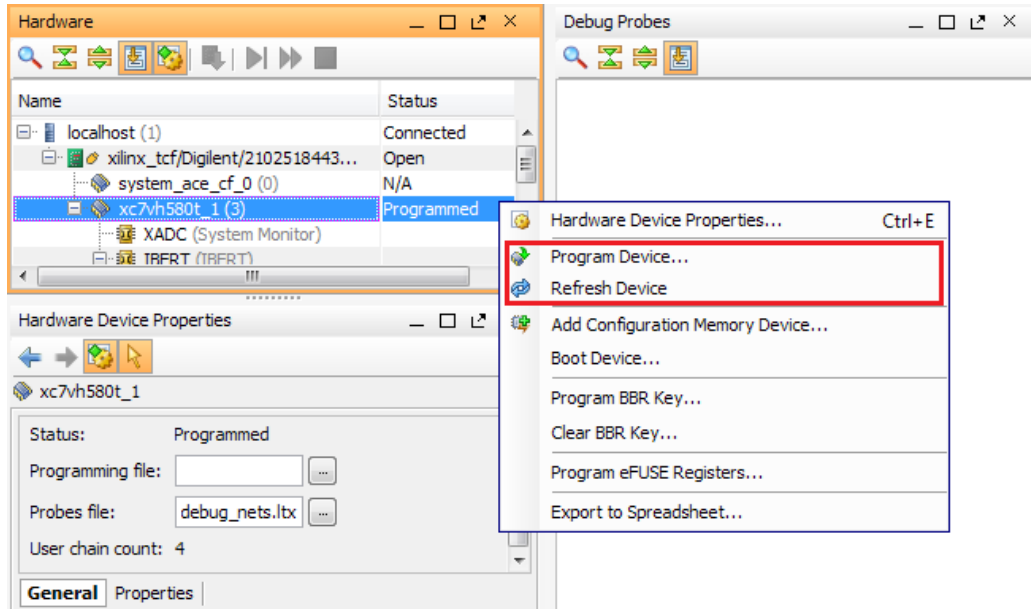 Hardware
Name Status
localhost (1) Connected
xilinx_tcf/Digilent/2102518443... Open
system_ace_cf_0 (0) N/A
xc7vh580t_1 (3) Programmed
XADC (System Monitor)
IBERT (IBERT)
Hardware Device Properties
xc7vh580t_1
Status: Programmed
Programming file: ...
Probes file: debug_nets.ltx ...
User chain count: 4
General Properties
Debug Probes
Hardware Device Properties... Ctrl+E
Program Device...
Refresh Device
Add Configuration Memory Device...
Boot Device...
Program BBR Key...
Clear BBR Key...
Program eFUSE Registers...
Export to Spreadsheet...